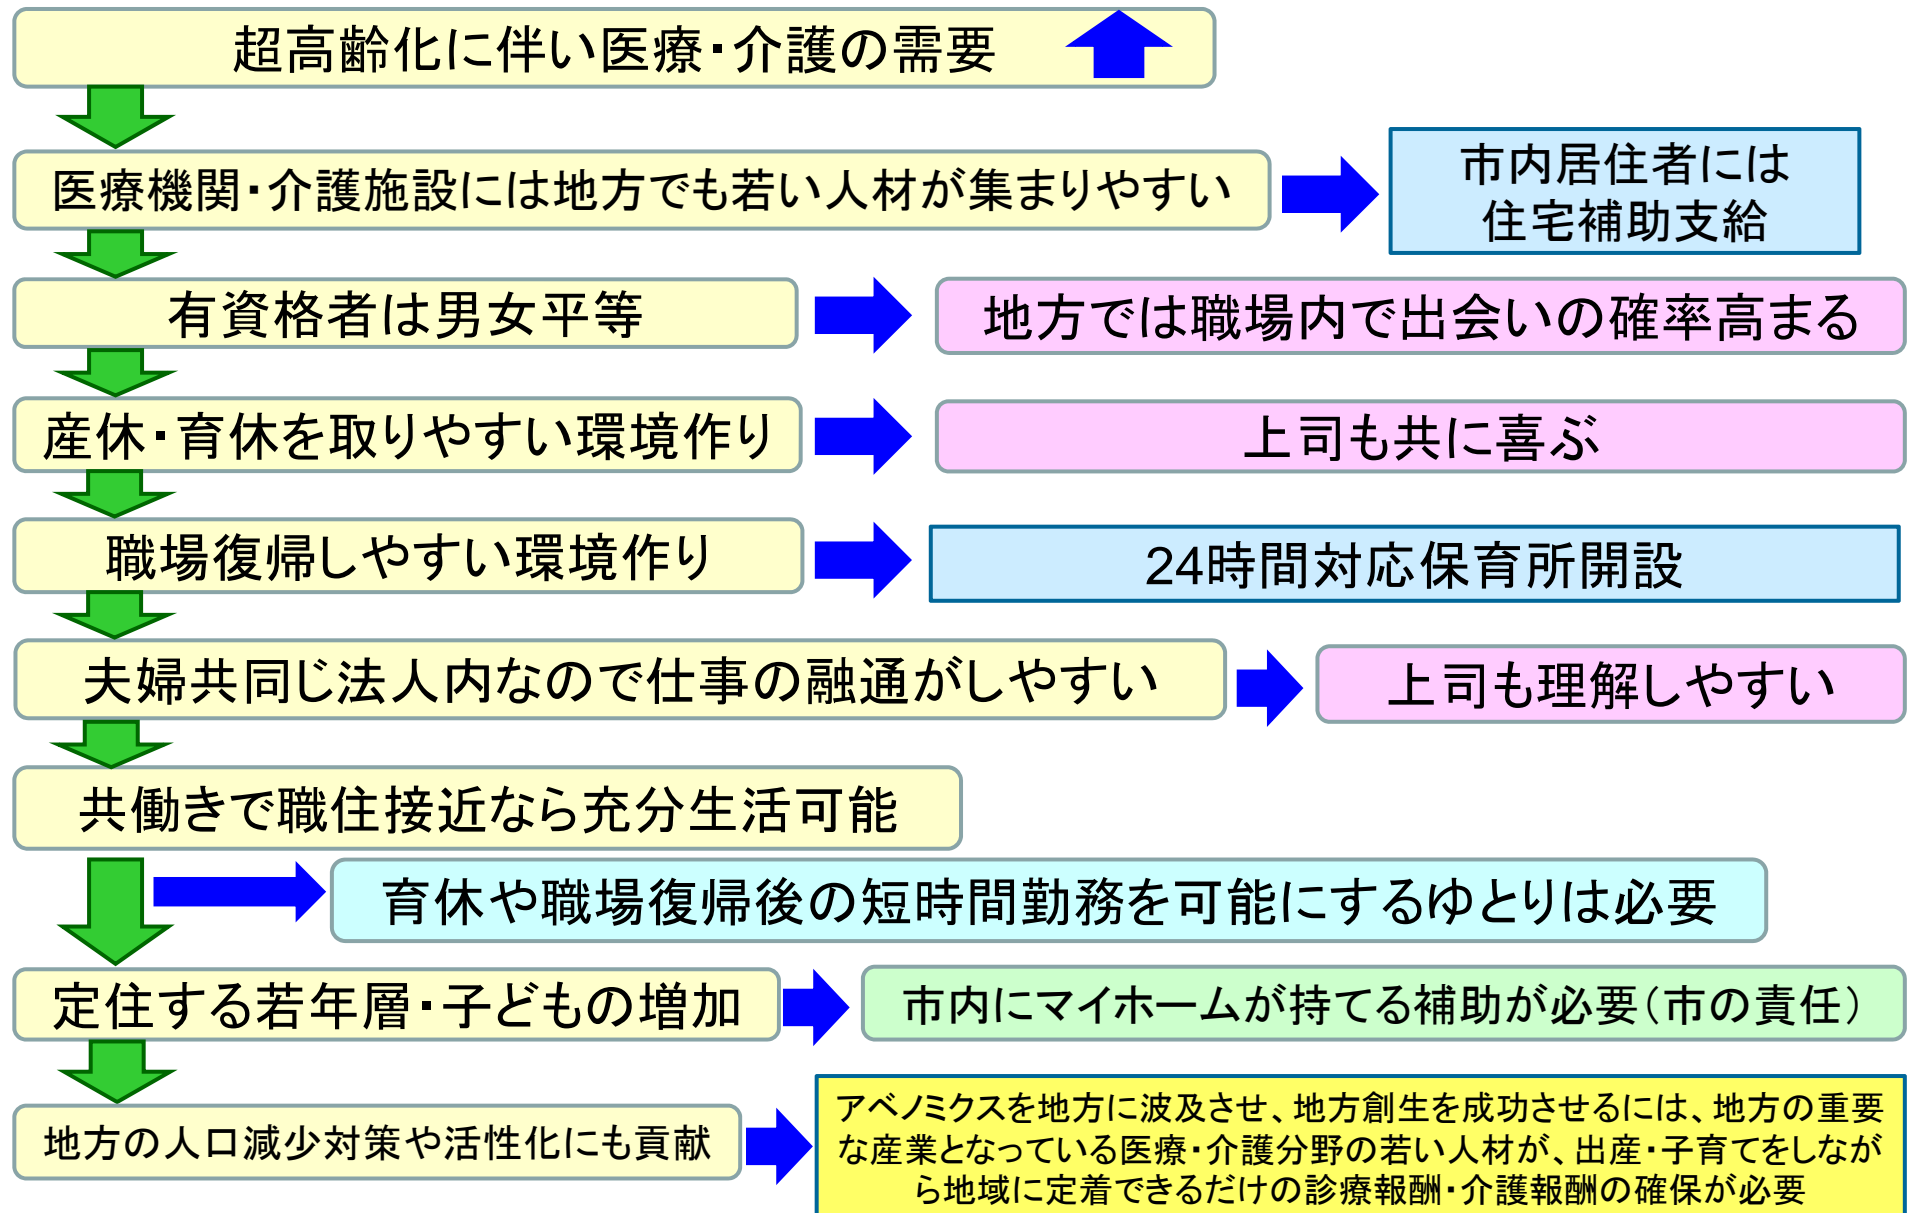 超高齢化に伴い医療・介護の需要
医療機関・介護施設には地方でも若い人材が集まりやすい
市内居住者には
住宅補助支給
有資格者は男女平等
地方では職場内で出会いの確率高まる
産休・育休を取りやすい環境作り
上司も共に喜ぶ
職場復帰しやすい環境作り
24時間対応保育所開設
夫婦共同じ法人内なので仕事の融通がしやすい
上司も理解しやすい
共働きで職住接近なら充分生活可能
育休や職場復帰後の短時間勤務を可能にするゆとりは必要
定住する若年層・子どもの増加
市内にマイホームが持てる補助が必要（市の責任）
地方の人口減少対策や活性化にも貢献
アベノミクスを地方に波及させ、地方創生を成功させるには、地方の重要
な産業となっている医療・介護分野の若い人材が、出産・子育てをしなが
ら地域に定着できるだけの診療報酬・介護報酬の確保が必要